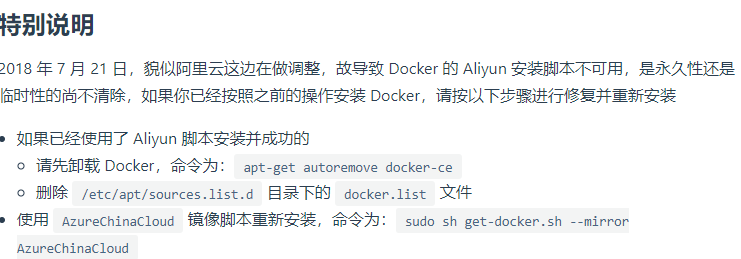 特别说明
2018 年 7 月 21 日，貌似阿里云这边在做调整，故导致 Docker 的 Aliyun 安装脚本不可用，是永久性还是
临时性的尚不清除，如果你已经按照之前的操作安装 Docker，请按以下步骤进行修复并重新安装
如果已经使用了 Aliyun 脚本安装并成功的
请先卸载 Docker，命令为： apt-get autoremove docker-ce
删除 /etc/apt/sources.list.d 目录下的 docker.list 文件
使用 AzureChinaCloud 镜像脚本重新安装，命令为： sudo sh get-docker.sh --mirror
AzureChinaCloud